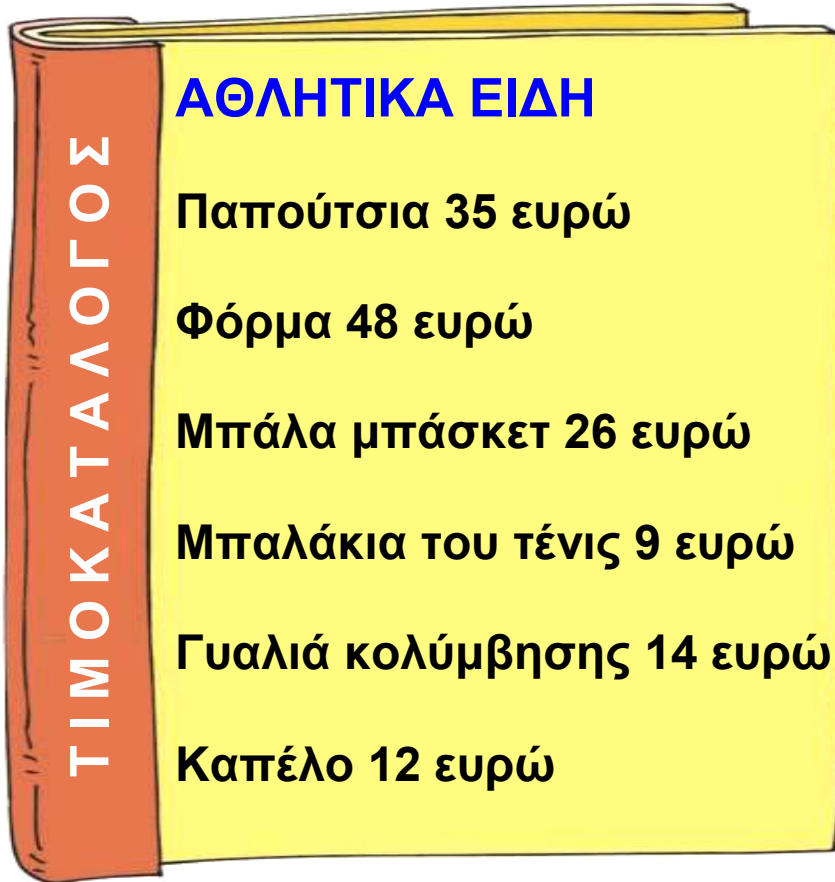 ΤΙΜΟΚΑΤΑΛΟΓΟΣ
ΑΘΛΗΤΙΚΑ ΕΙΔΗ
Παπούτσια 35 ευρώ
Φόρμα 48 ευρώ
Μπάλα μπάσκετ 26 ευρώ
Μπαλάκια του τένις 9 ευρώ
Γυαλιά κολύμβησης 14 ευρώ
Καπέλο 12 ευρώ